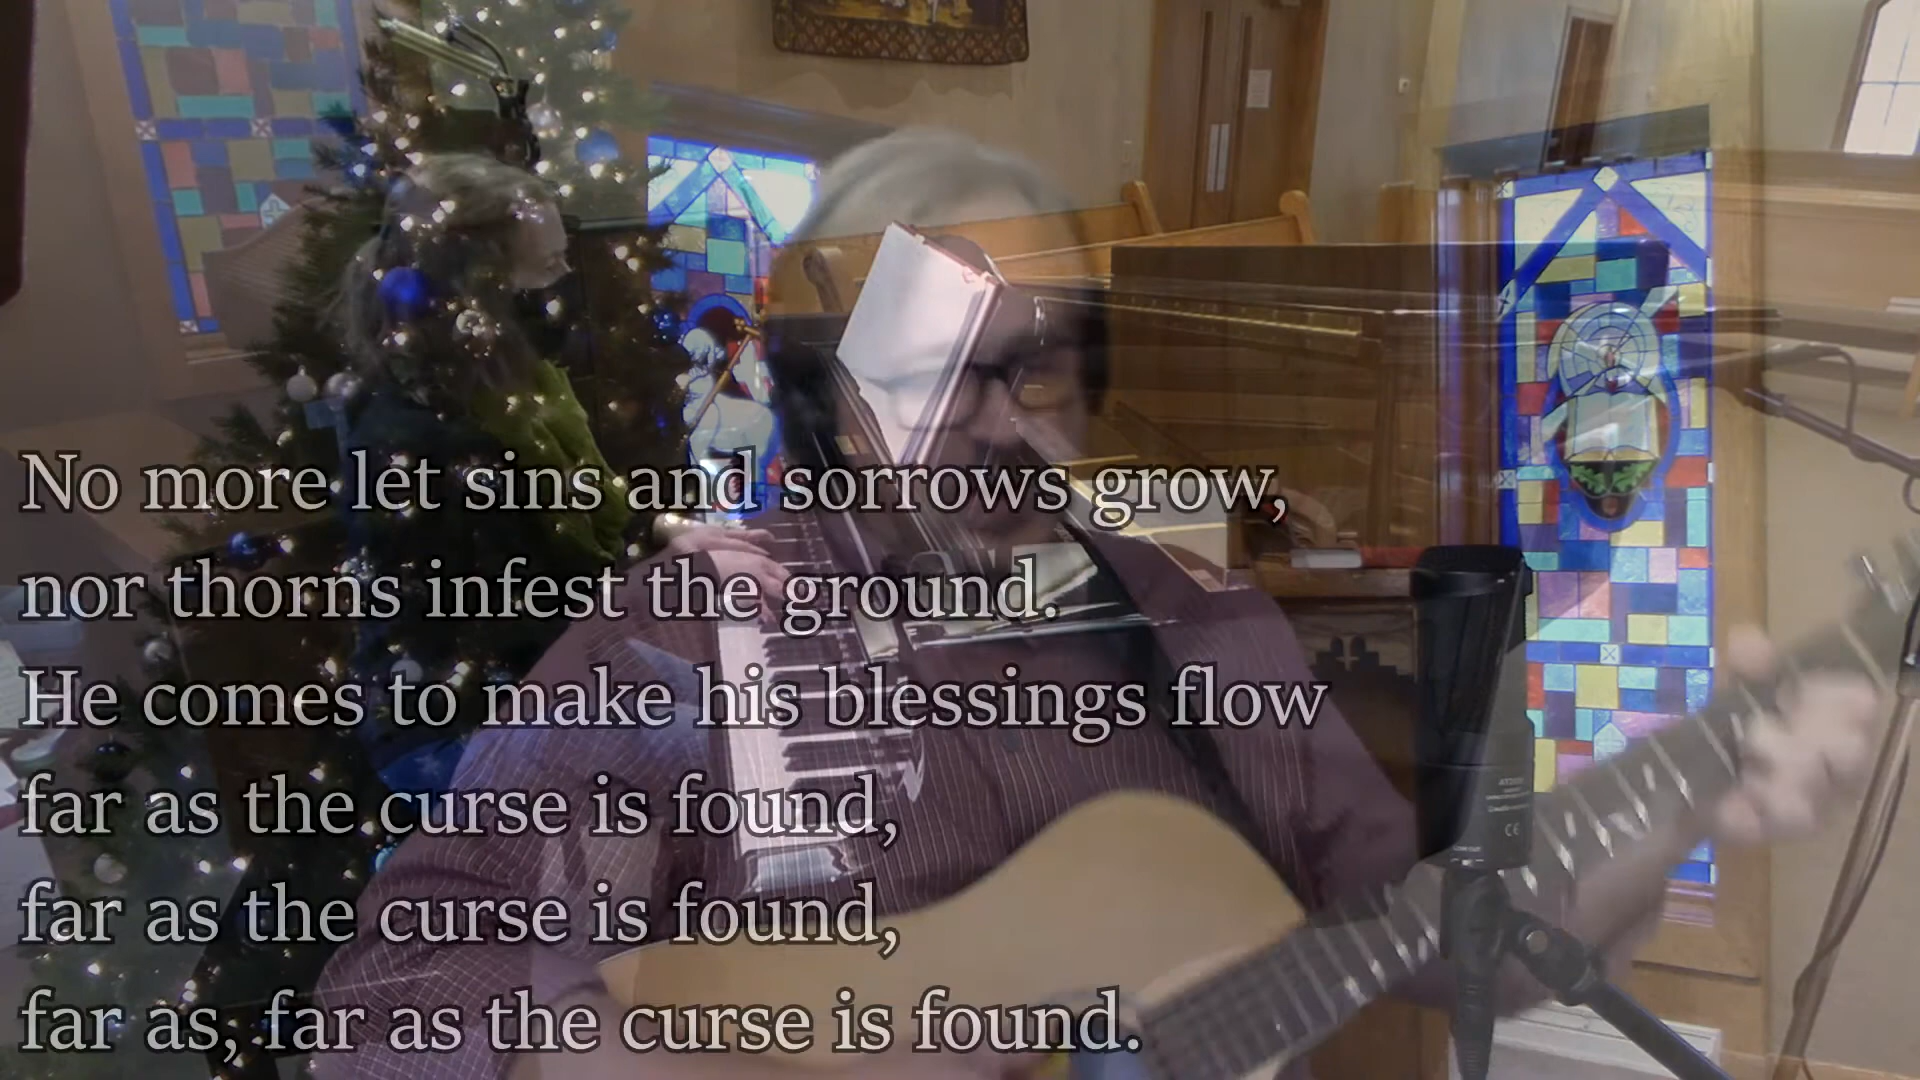 No more let sins and sorrows grow,
nor thorns infest the ground.
He comes to make his blessings flow
far as the curse is found,
far as the curse is found,
far as, far as the curse is found.